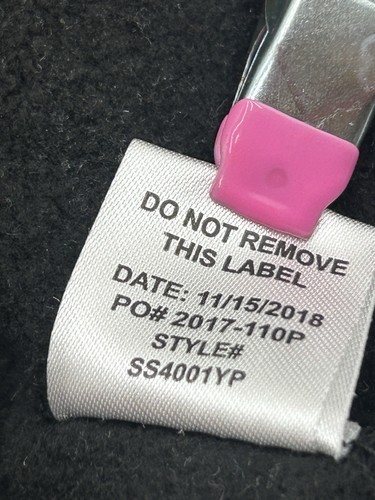 DO NOT REMOVE
THIS LABEL
DATE: 11/15/2018
PO# 2017-110P
STYLE#
SS4001YP